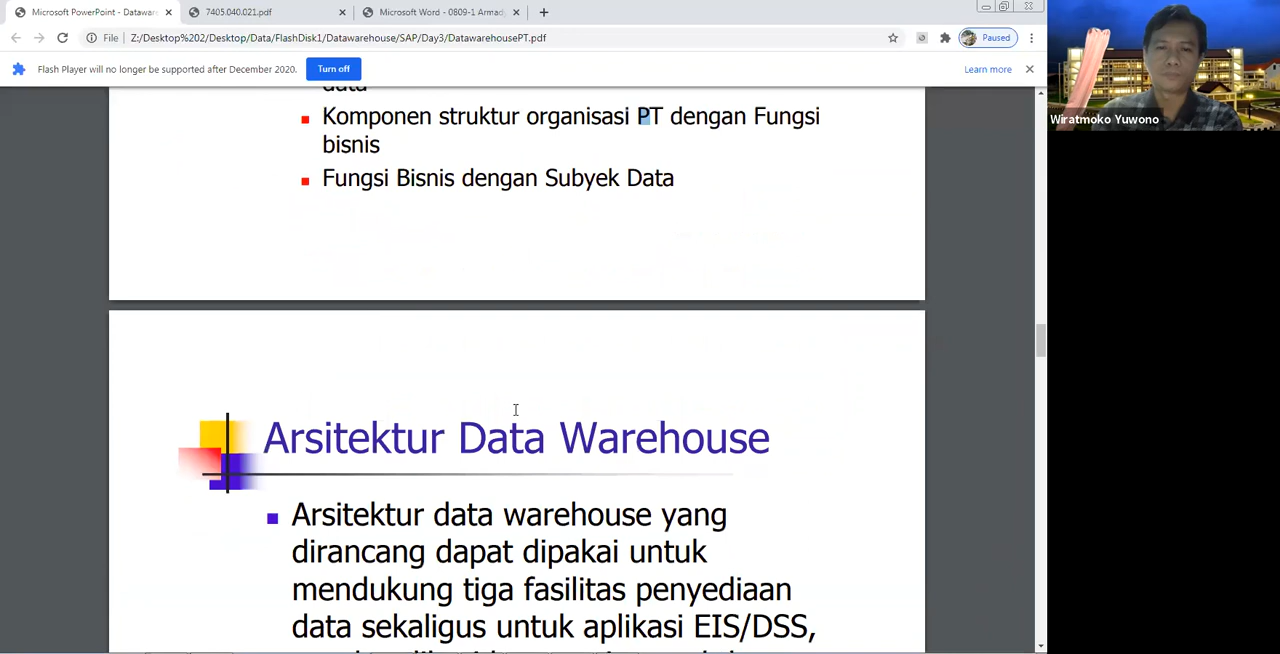 Microsoft PowerPoint - Datawar
7405.040.021.pdf
Microsoft Word - 0809-1 Armad
File
Z:/Desktop%202/Desktop/Data/FlashDisk1/Datawarehouse/SAP/Day3/DatawarehousePT.pdf
Paused
Flash Player will no longer be supported after December 2020.
Turn off
Learn more
Wiratmoko Yuwono
data
Komponen struktur organisasi PT dengan Fungsi
bisnis
Fungsi Bisnis dengan Subyek Data
Arsitektur Data Warehouse
Arsitektur data warehouse yang
dirancang dapat dipakai untuk
mendukung tiga fasilitas penyediaan
data sekaligus untuk aplikasi EIS/DSS,